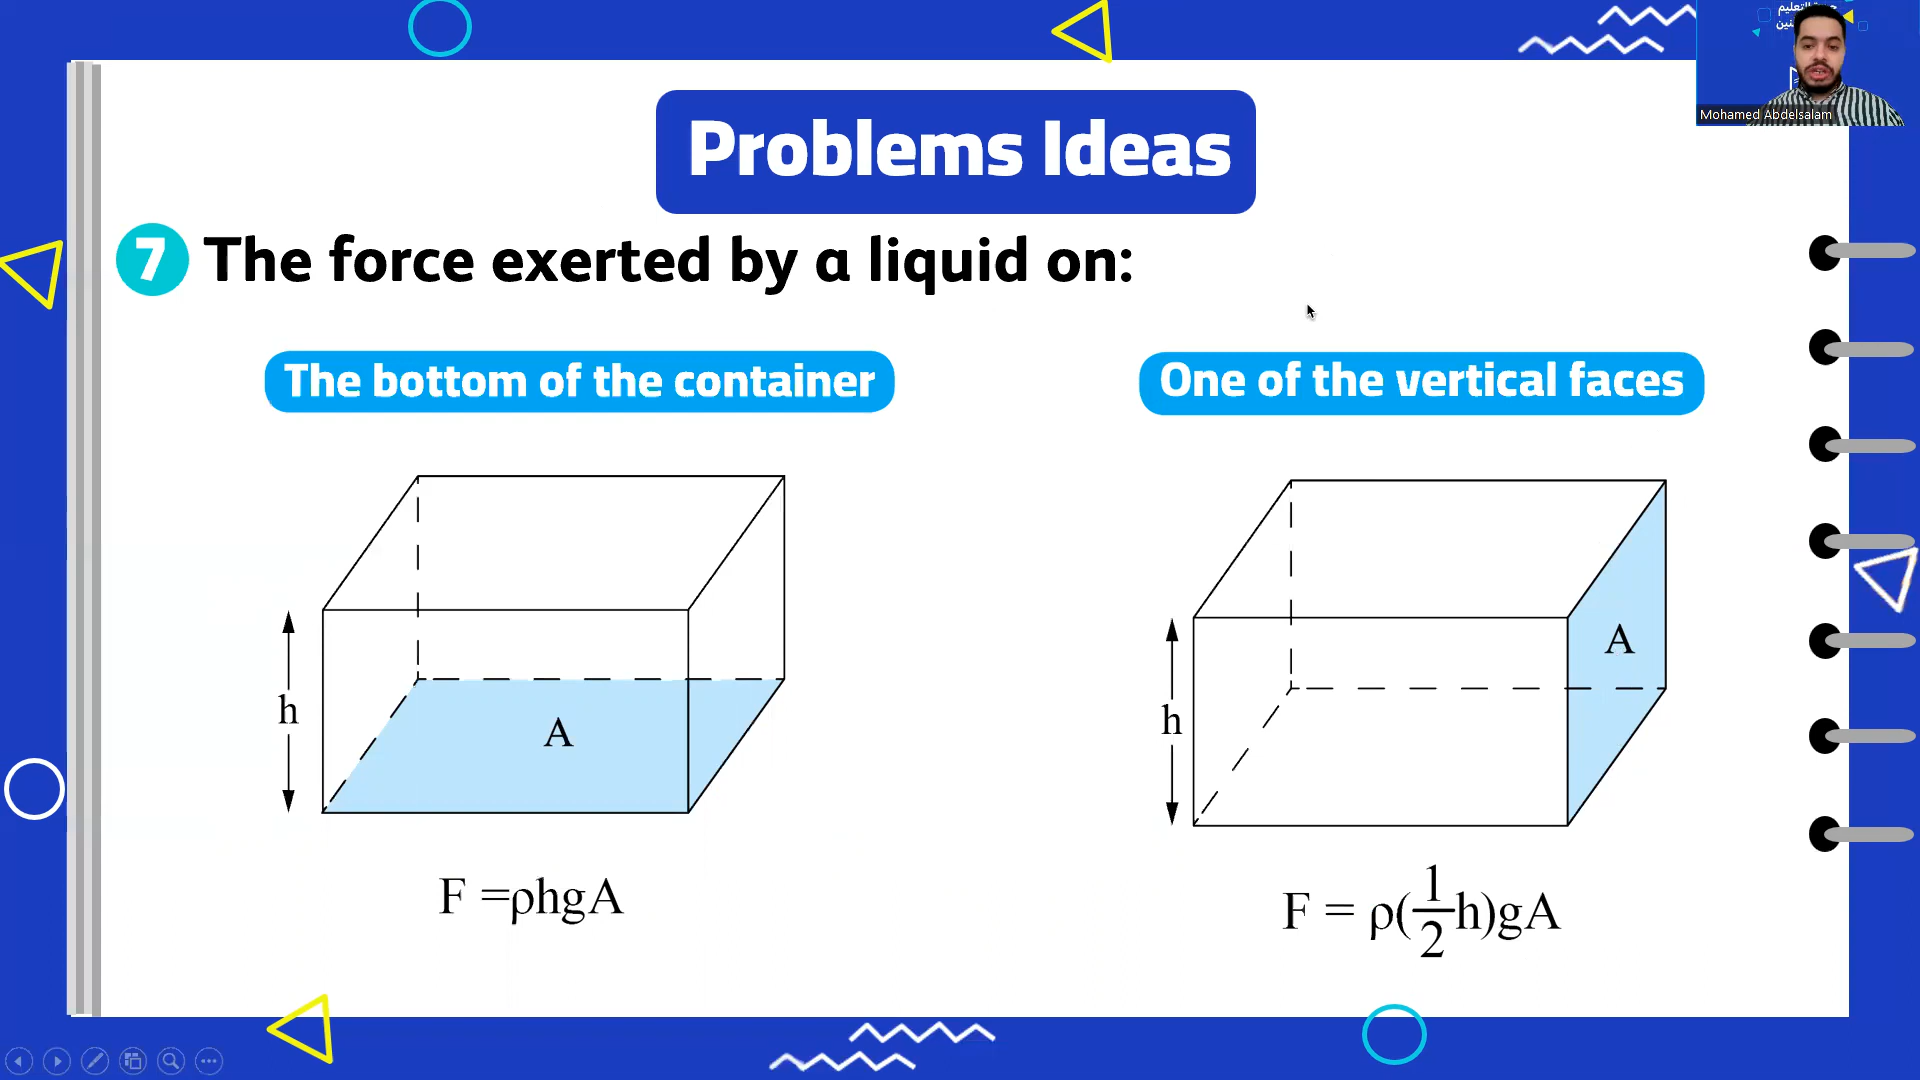 التعليم
Mohamed Abdelsalam
Problems Ideas
7 The force exerted by a liquid on:
The bottom of the container
One of the vertical faces
h
A
h
A
F =ρhgA
F = ρ(1/2h)gA